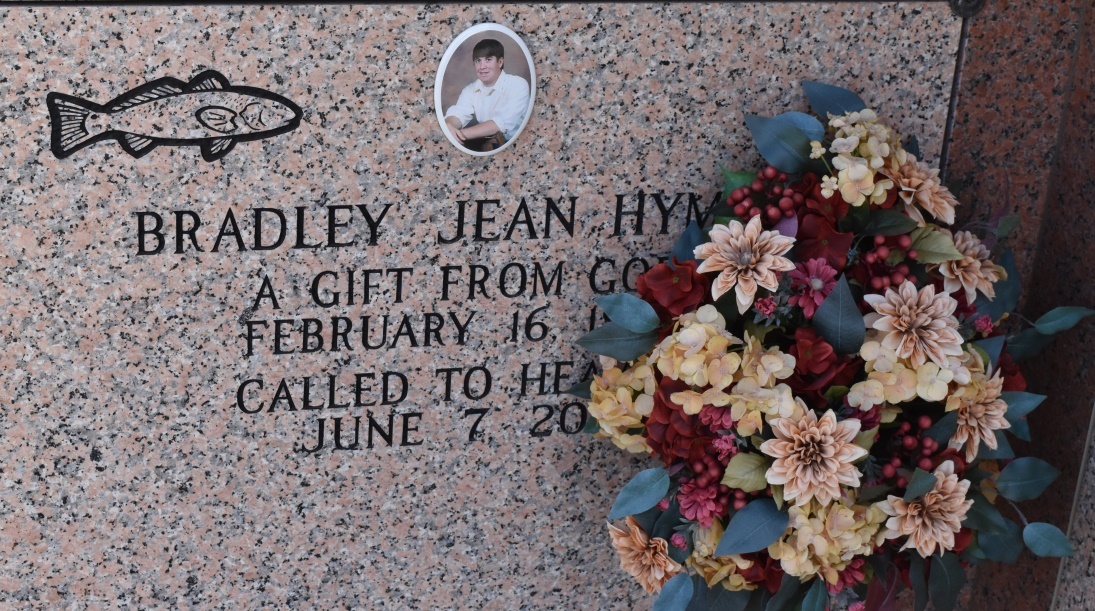 BRADLEY JEAN
A GIFT FROM
FEBRUARY 16
CALLED TO
JUNE 7